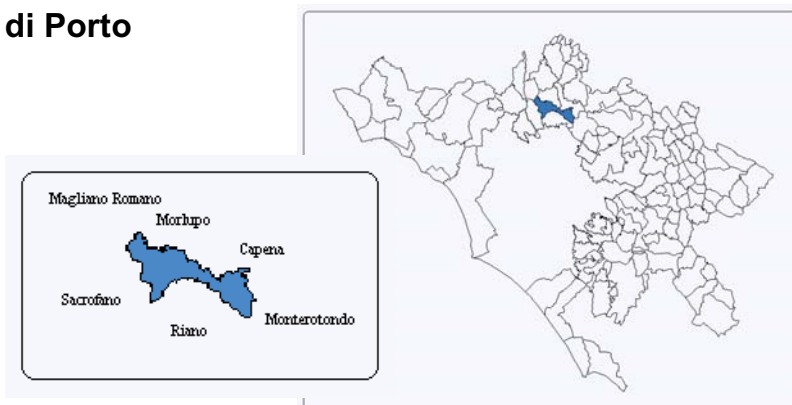 di Porto
Magliano Romano
Morlupo
Capena
Sacrofano
Monterotondo
Riano